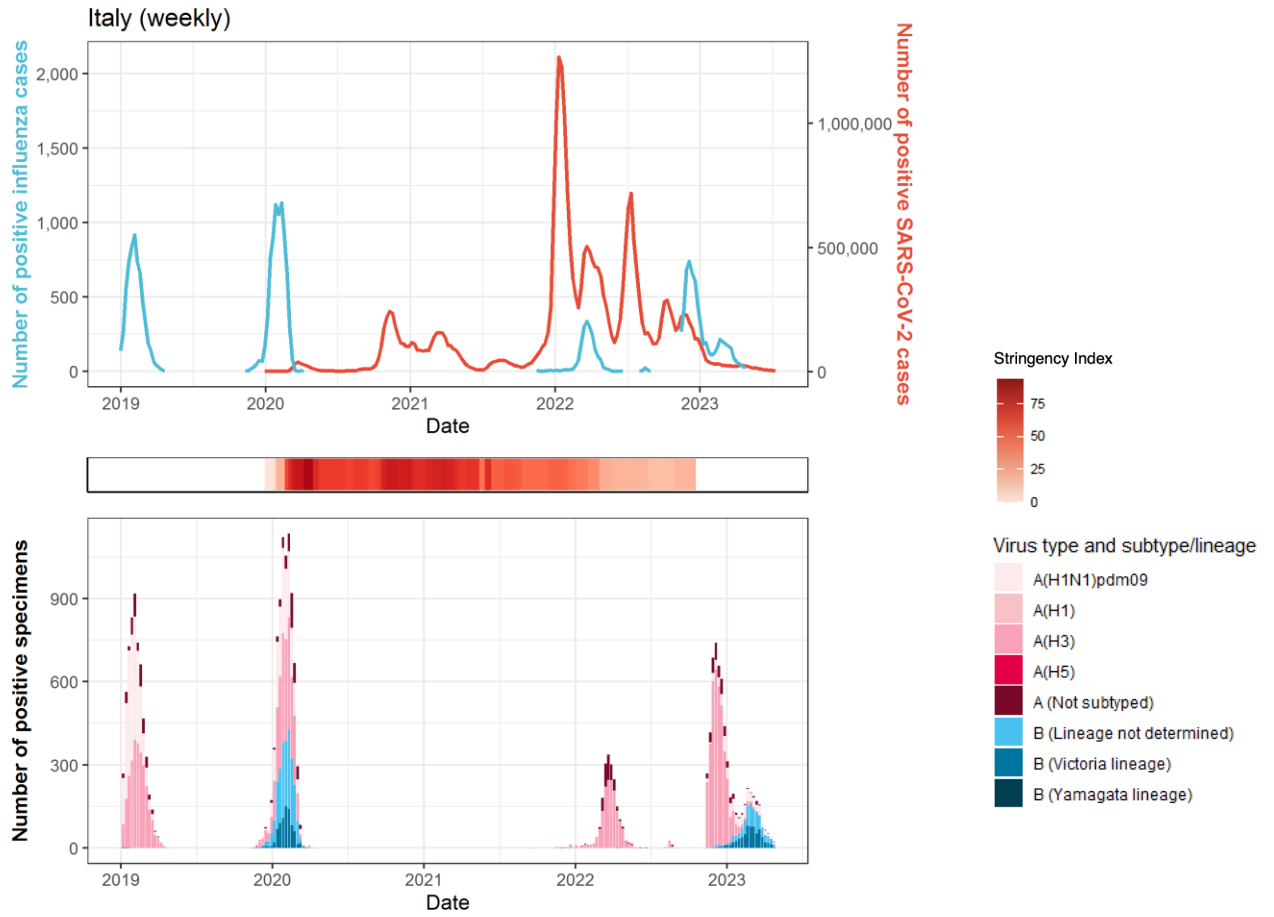 Italy (weekly)
Number of positive influenza cases
2,000
1,500
1,000
500
0
Number of positive SARS-CoV-2 cases
1,000,000
500,000
0
2019 2020 2021 2022 2023
Date
Stringency Index
75
50
25
0
Number of positive specimens
900
600
300
0
2019 2020 2021 2022 2023
Date
Virus type and subtype/lineage
A(H1N1)pdm09
A(H1)
A(H3)
A(H5)
A (Not subtyped)
B (Lineage not determined)
B (Victoria lineage)
B (Yamagata lineage)